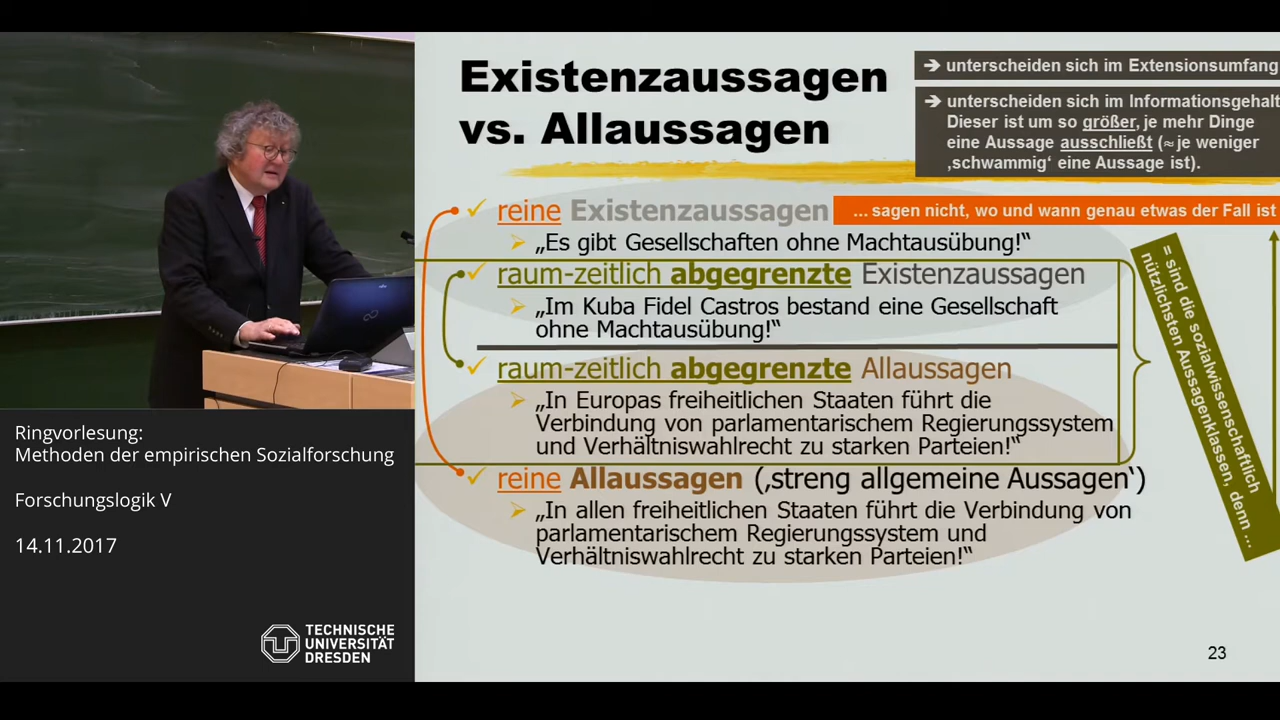 Existenzaussagen
vs. Allaussagen
➔ unterscheiden sich im Extensionsumfang
➔ unterscheiden sich im Informationsgehalt
Dieser ist um so größer, je mehr Dinge
eine Aussage ausschließt (≈ je weniger
‚schwammig‘ eine Aussage ist).
reine Existenzaussagen
... sagen nicht, wo und wann genau etwas der Fall ist
„Es gibt Gesellschaften ohne Machtausübung!“
raum-zeitlich abgegrenzte Existenzaussagen
„Im Kuba Fidel Castros bestand eine Gesellschaft
ohne Machtausübung!“
raum-zeitlich abgegrenzte Allaussagen
„In Europas freiheitlichen Staaten führt die
Verbindung von parlamentarischem Regierungssystem
und Verhältniswahlrecht zu starken Parteien!“
reine Allaussagen (‚streng allgemeine Aussagen‘)
„In allen freiheitlichen Staaten führt die Verbindung von
parlamentarischem Regierungssystem und
Verhältniswahlrecht zu starken Parteien!“
= sind die sozialwissenschaftlich
nützlichsten Aussagenklassen, denn ...
23
Ringvorlesung:
Methoden der empirischen Sozialforschung
Forschungslogik V
14.11.2017
TECHNISCHE
UNIVERSITÄT
DRESDEN